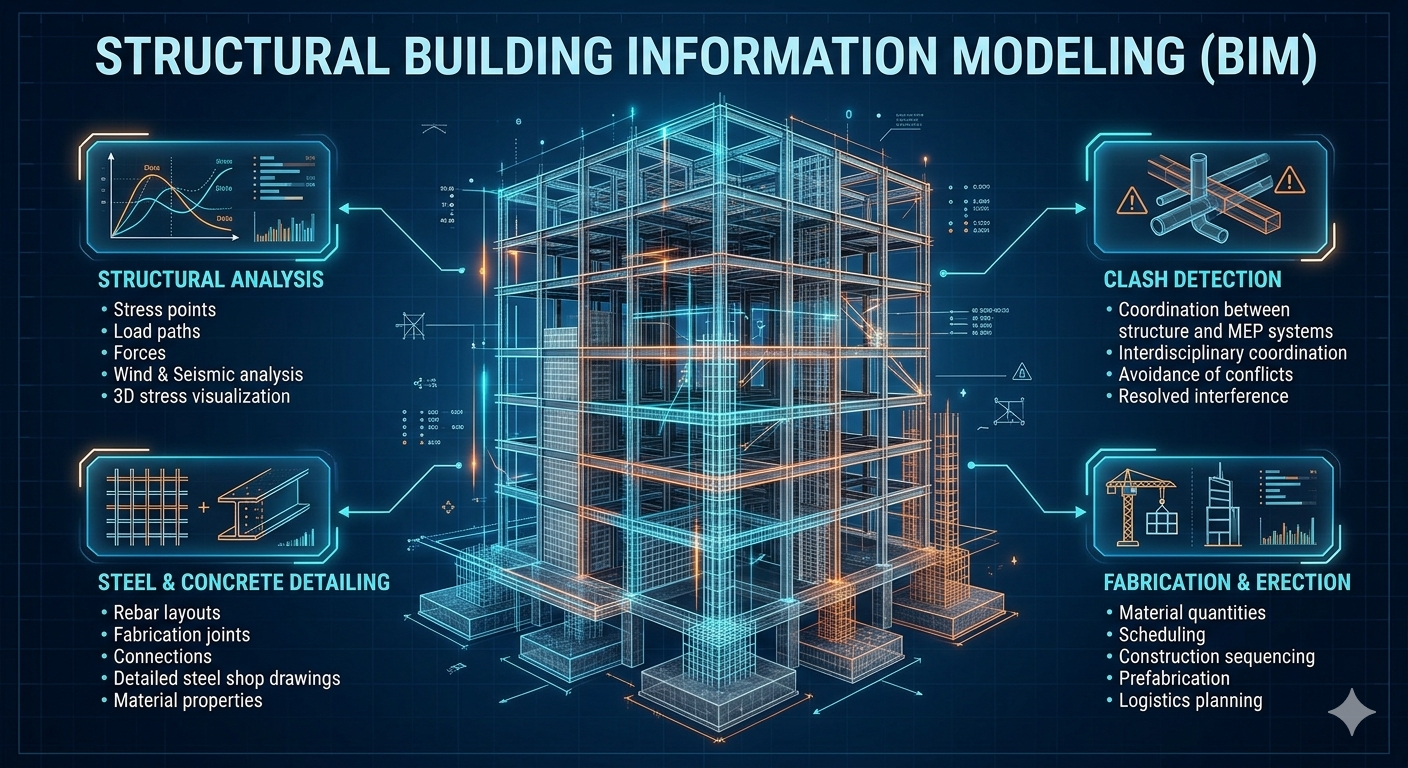 STRUCTURAL BUILDING INFORMATION MODELING (BIM)
STRUCTURAL ANALYSIS
• Stress points
• Load paths
• Forces
• Wind & Seismic analysis
• 3D stress visualization
CLASH DETECTION
• Coordination between
structure and MEP systems
• Interdisciplinary coordination
• Avoidance of conflicts
• Resolved interference
STEEL & CONCRETE DETAILING
• Rebar layouts
• Fabrication joints
• Connections
• Detailed steel shop drawings
• Material properties
FABRICATION & ERECTION
• Material quantities
• Scheduling
• Construction sequencing
• Prefabrication
• Logistics planning